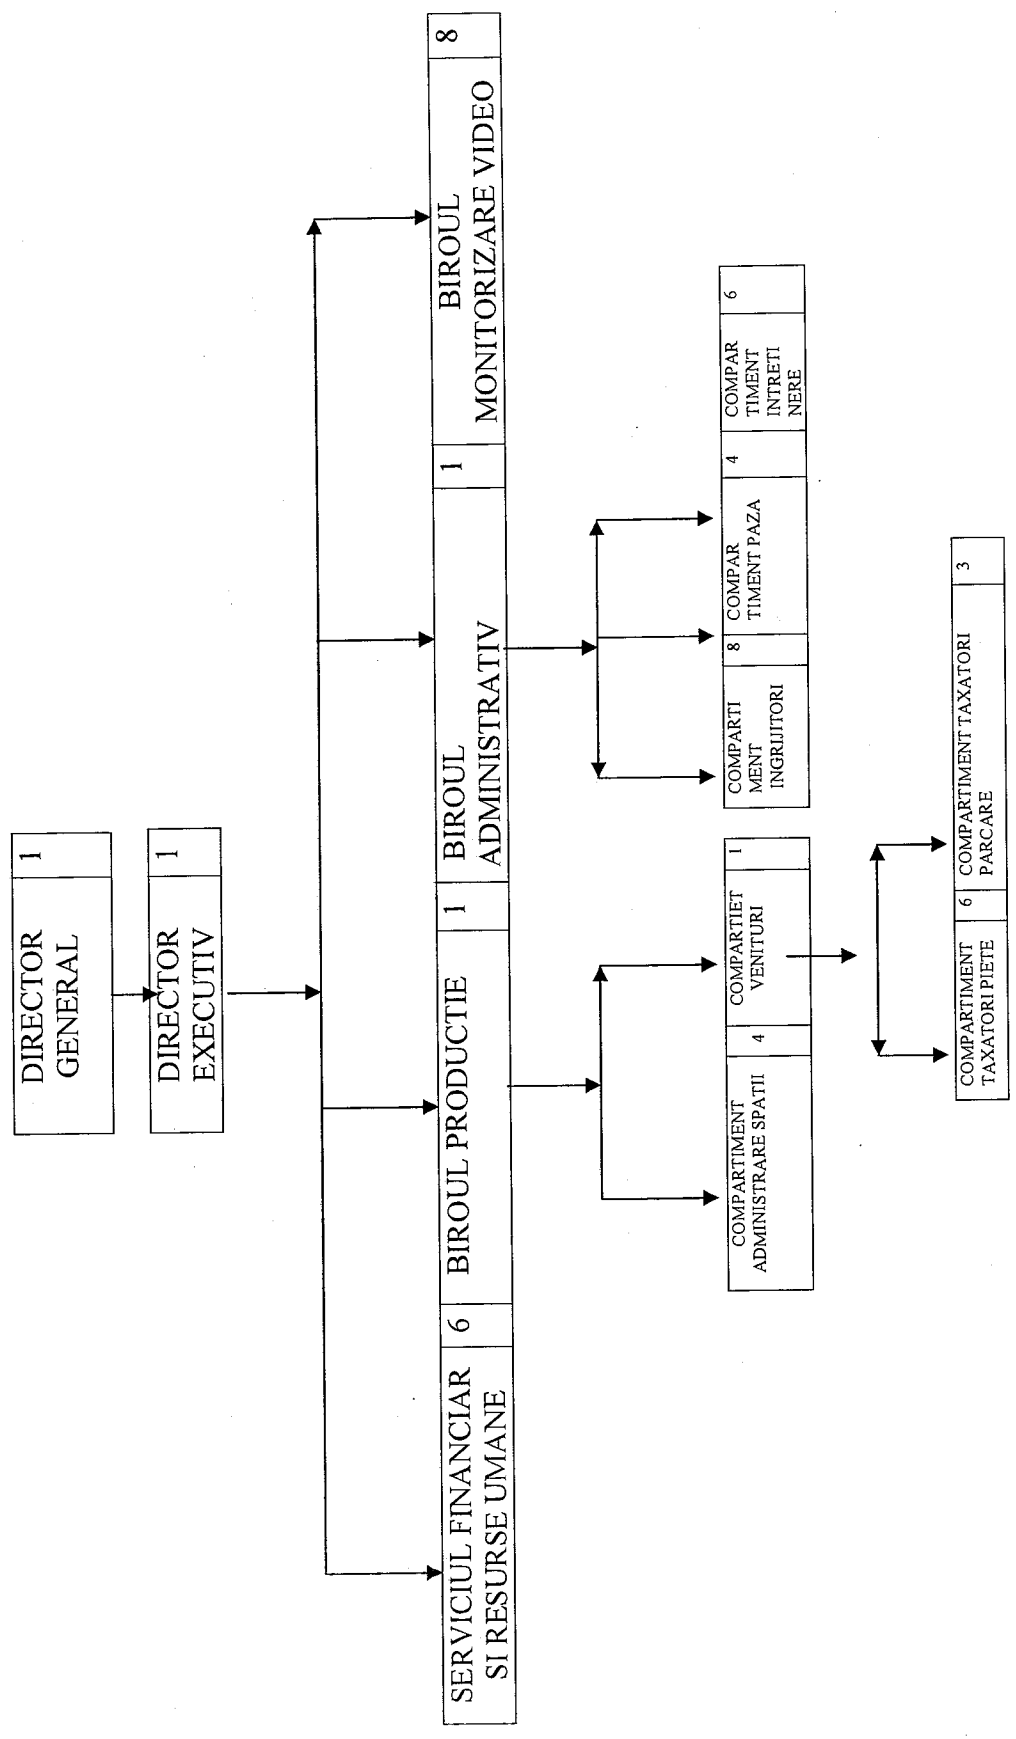 DIRECTOR
GENERAL
1
DIRECTOR
EXECUTIV
1
SERVICIUL FINANCIAR
SI RESURSE UMANE
6
BIROUL PRODUCTIE
1
BIROUL
ADMINISTRATIV
1
BIROUL
MONITORIZARE VIDEO
8
COMPARTIMENT
ADMINISTRARE SPATII
4
COMPARTIET
VENITURI
1
COMPARTI
MENT
INGRIJITORI
8
COMPAR
TIMENT PAZA
4
COMPAR
TIMENT
INTRETI
NERE
6
COMPARTIMENT
TAXATORI PIETE
6
COMPARTIMENT TAXATORI
PARCARE
3